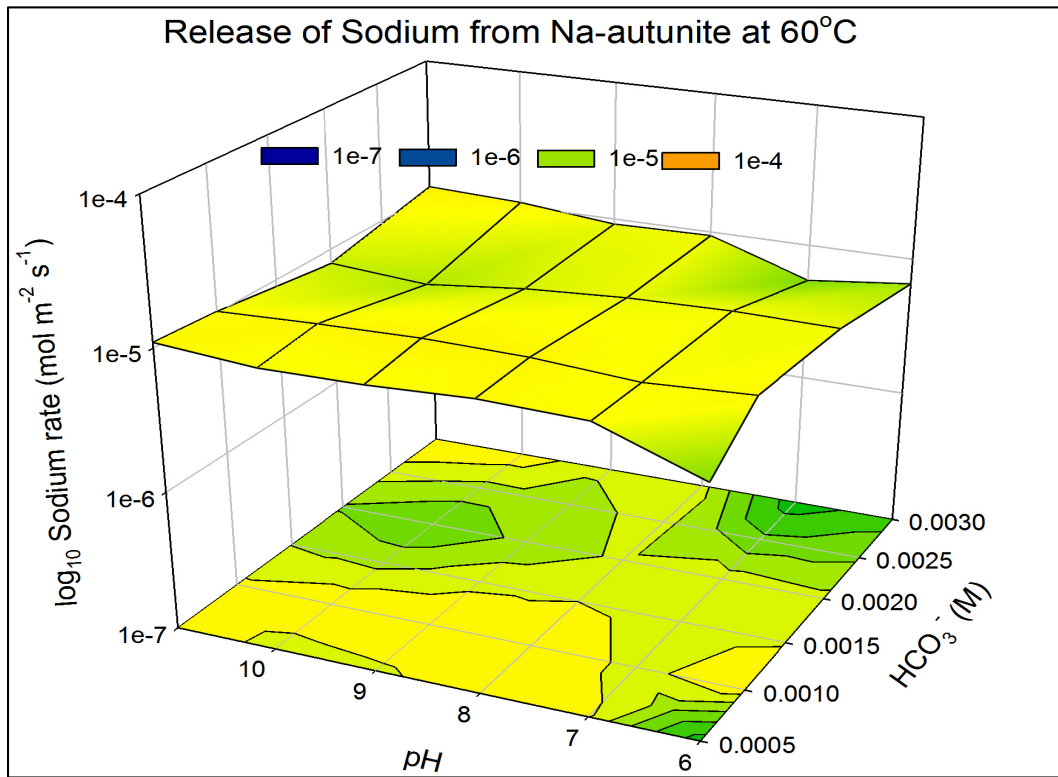 Release of Sodium from Na-autunite at 60°C
1e-7 1e-6 1e-5 1e-4
1e-4
1e-5
1e-6
1e-7
log₁₀ Sodium rate (mol m⁻² s⁻¹)
10
9
8
7
6
pH
0.0030
0.0025
0.0020
0.0015
0.0010
0.0005
HCO₃⁻ (M)